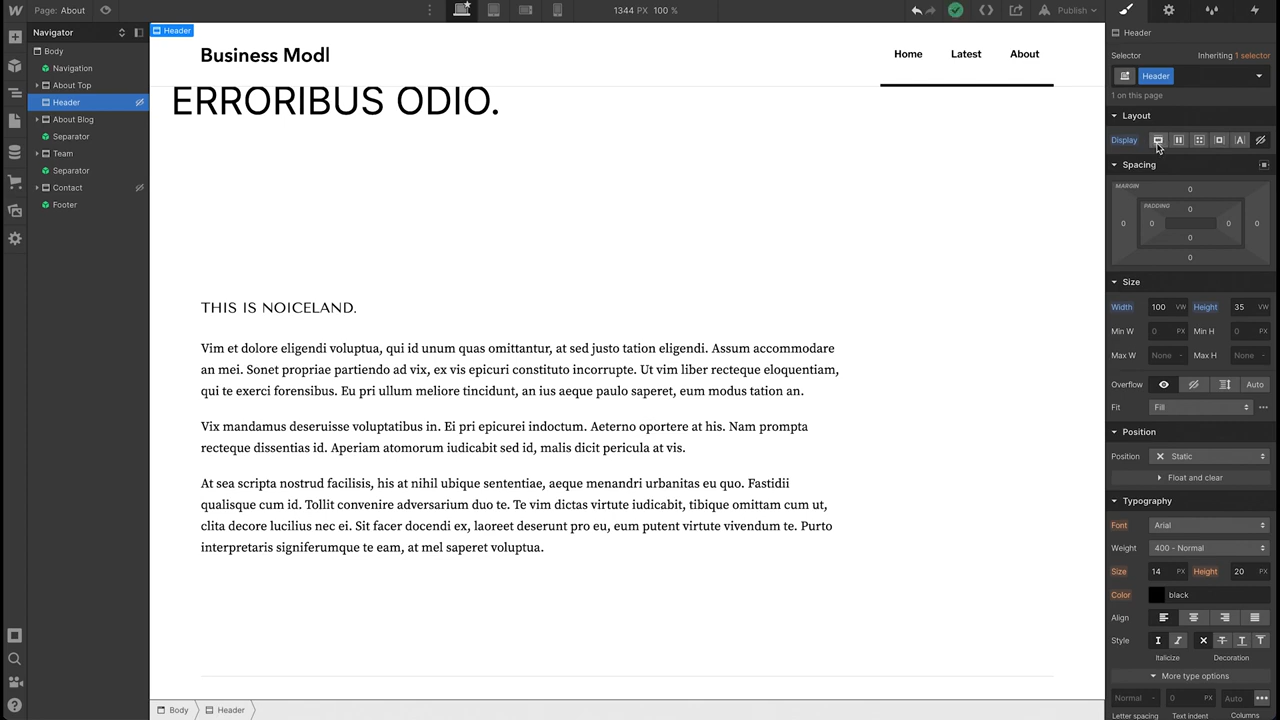 Page: About
1344 PX 100 %
Publish
Navigator
Body
Navigation
About Top
Header
About Blog
Separator
Team
Separator
Contact
Footer
Header
Business Modl
Home Latest About
ERRORIBUS ODIO.
THIS IS NOICELAND.
Vim et dolore eligendi voluptua, qui id unum quas omittantur, at sed justo tation eligendi. Assum accommodare
an mei. Sonet propriae partiendo ad vix, ex vis epicuri constituto incorrupte. Ut vim liber recteque eloquentiam,
qui te exerci forensibus. Eu pri ullum meliore tincidunt, an ius aeque paulo saperet, eum modus tation an.
Vix mandamus deseruisse voluptatibus in. Ei pri epicurei indoctum. Aeterno oportere at his. Nam prompta
recteque dissentias id. Aperiam atomorum iudicabit sed id, malis dicit pericula at vis.
At sea scripta nostrud facilisis, his at nihil ubique sententiae, aeque menandri urbanitas eu quo. Fastidii
qualisque cum id. Tollit convenire adversarium duo te. Te vim dictas virtute iudicabit, tibique omittam cum ut,
clita decore lucilius nec ei. Sit facer docendi ex, laoreet deserunt pro eu, eum putent virtute vivendum te. Purto
interpretaris signiferumque te eam, at mel saperet voluptua.
Body Header
Header
Selector Inheriting 1 selector
Header
1 on this page
Layout
Display
Spacing
MARGIN 0
PADDING 0
0 0 0 0
0
0
Size
Width 100 VW Height 35 VW
Min W 0 PX Min H 0 PX
Max W None - Max H None -
Overflow Auto
Fit Fill
Position
Position Static
Float and clear
Typography
Font Arial
Weight 400 - Normal
Size 14 PX Height 20 PX
Color black
Align
Style
Italicize Decoration
More type options
Normal - 0 PX Auto
Letter spacing Text indent Columns